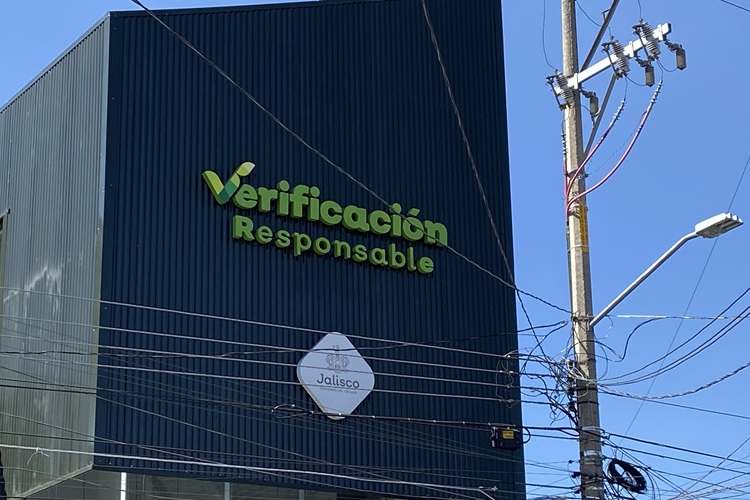 Verificación
Responsable
Jalisco